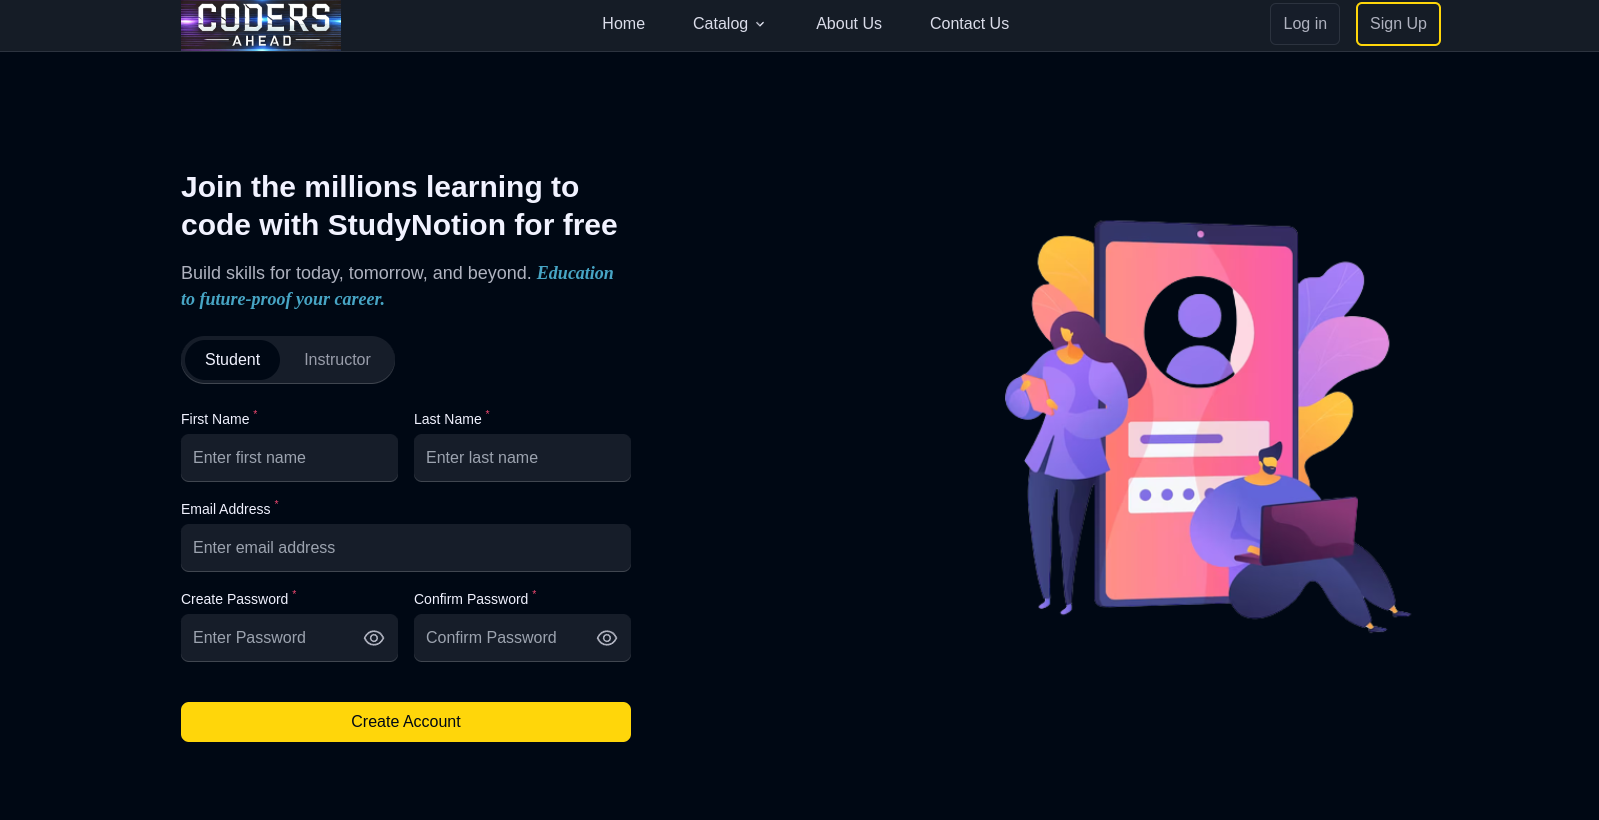 CODERS
AHEAD
Home
Catalog
About Us
Contact Us
Log in
Sign Up
Join the millions learning to
code with StudyNotion for free
Build skills for today, tomorrow, and beyond. Education
to future-proof your career.
Student
Instructor
First Name *
Last Name *
Enter first name
Enter last name
Email Address *
Enter email address
Create Password *
Confirm Password *
Enter Password
Confirm Password
Create Account